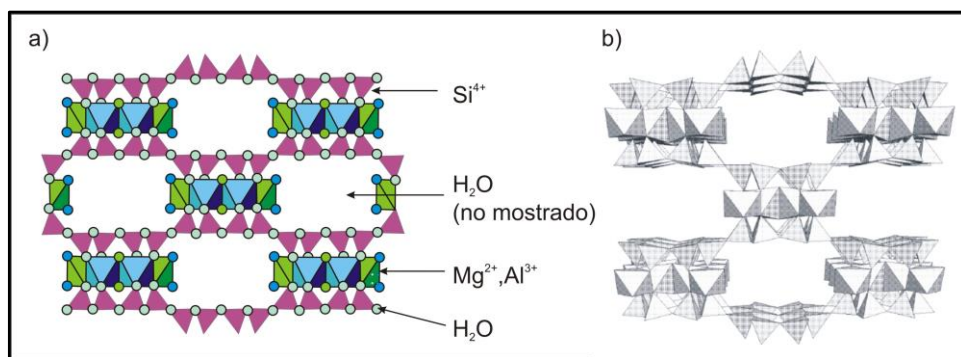 a)
b)
Si⁴⁺
H₂O
(no mostrado)
Mg²⁺,Al³⁺
H₂O